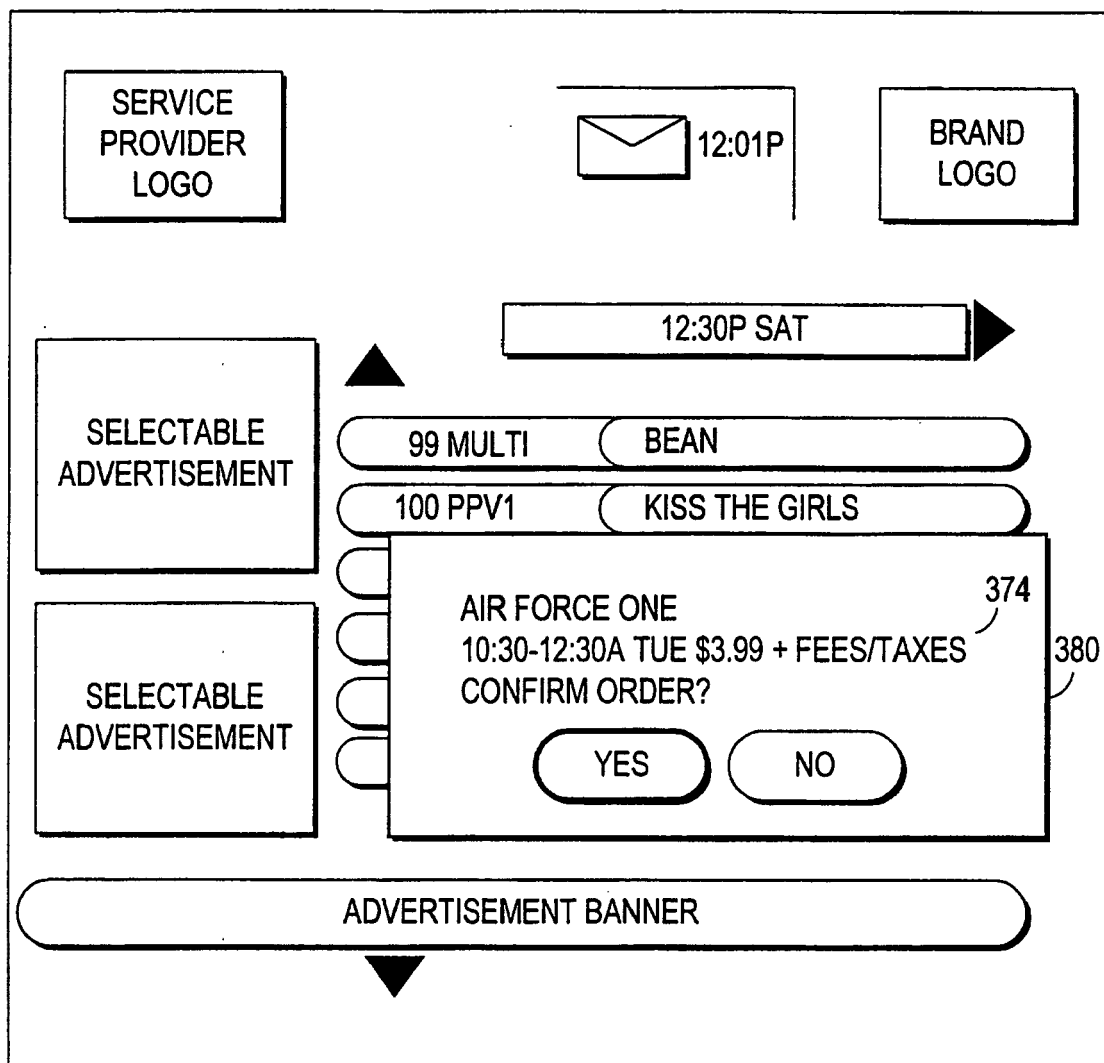 SERVICE
PROVIDER
LOGO
12:01P
BRAND
LOGO
12:30P SAT
SELECTABLE
ADVERTISEMENT
99 MULTI
BEAN
100 PPV1
KISS THE GIRLS
374
AIR FORCE ONE
10:30-12:30A TUE $3.99 + FEES/TAXES
380
CONFIRM ORDER?
SELECTABLE
ADVERTISEMENT
YES
NO
ADVERTISEMENT BANNER